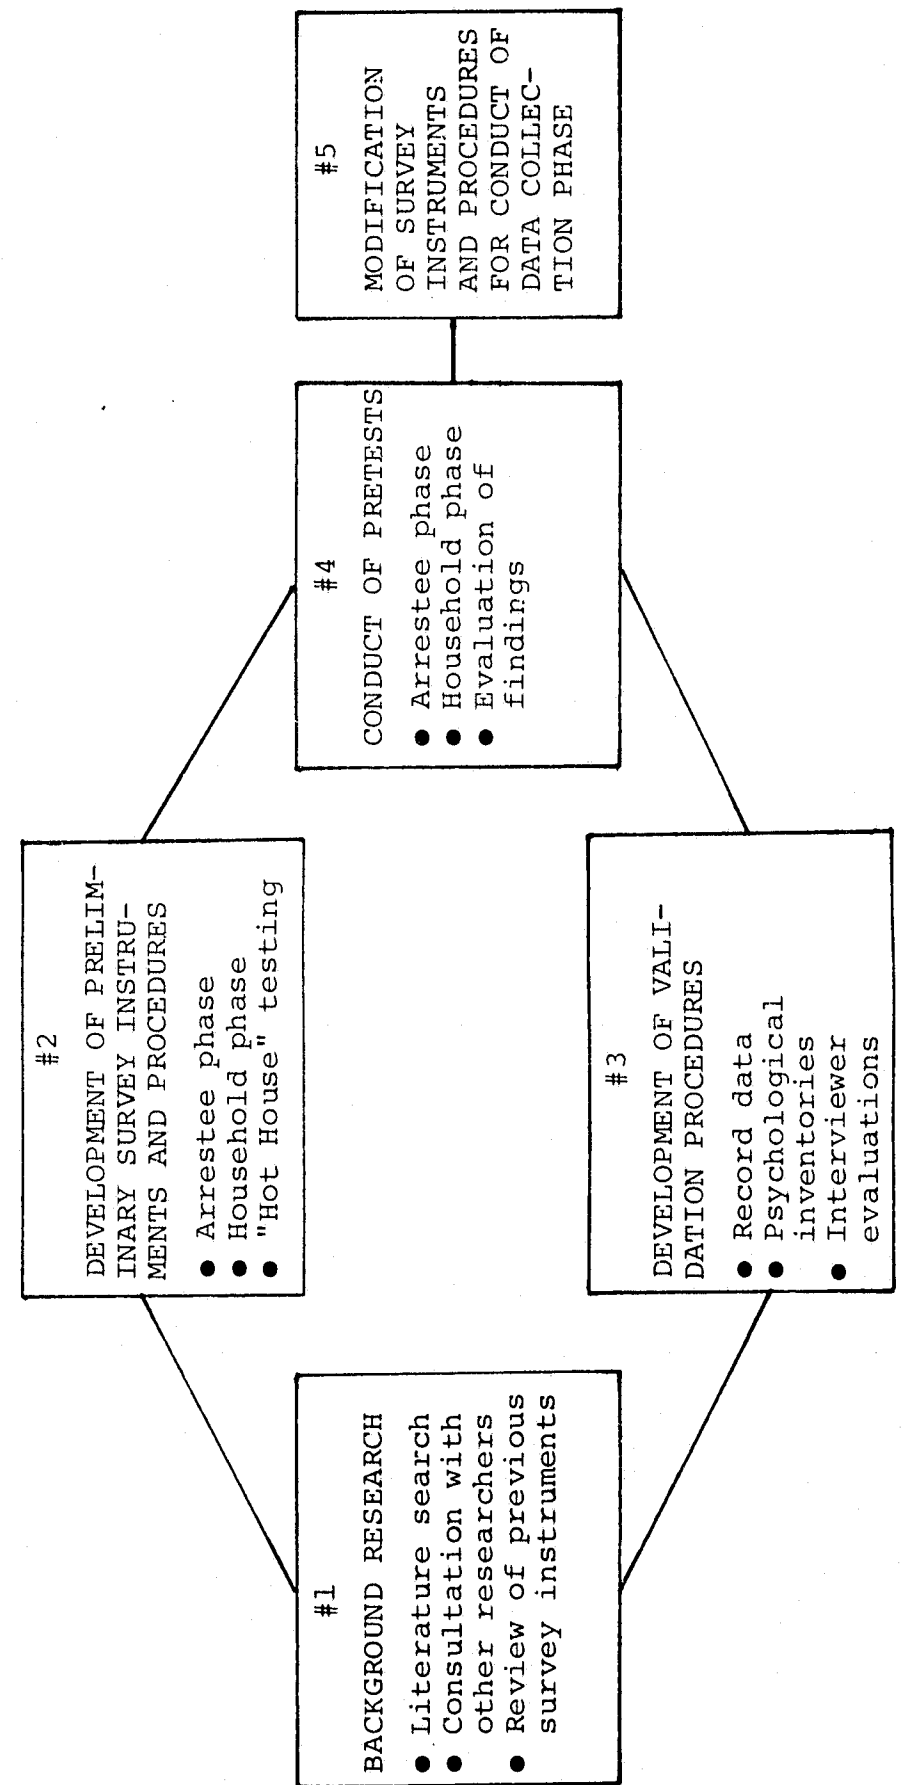 #1
BACKGROUND RESEARCH
● Literature search
● Consultation with
other researchers
● Review of previous
survey instruments
#2
DEVELOPMENT OF PRELIM-
INARY SURVEY INSTRU-
MENTS AND PROCEDURES
● Arrestee phase
● Household phase
● "Hot House" testing
#3
DEVELOPMENT OF VALI-
DATION PROCEDURES
● Record data
● Psychological
inventories
● Interviewer
evaluations
#4
CONDUCT OF PRETESTS
● Arrestee phase
● Household phase
● Evaluation of
findings
#5
MODIFICATION
OF SURVEY
INSTRUMENTS
AND PROCEDURES
FOR CONDUCT OF
DATA COLLEC-
TION PHASE